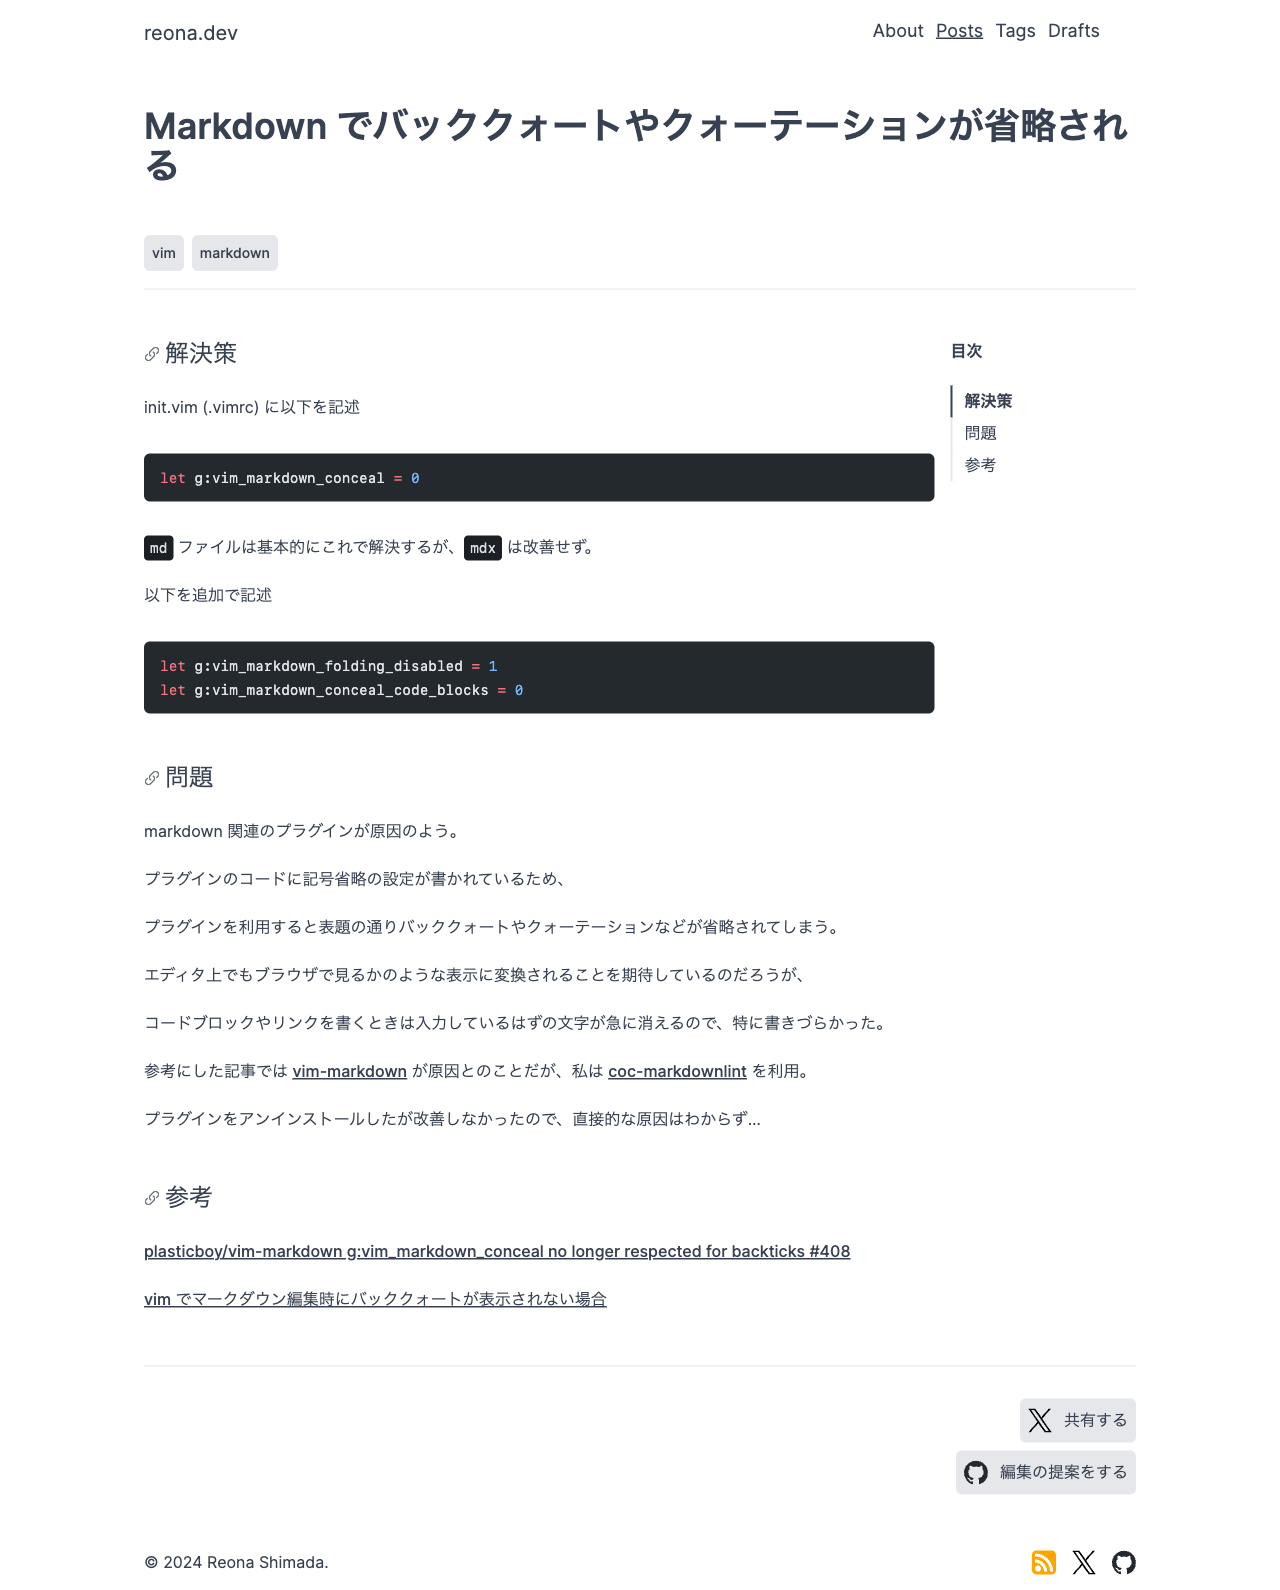 reona.dev
About Posts Tags Drafts
Markdown でバッククォートやクォーテーションが省略され
る
vim markdown
解決策
init.vim (.vimrc) に以下を記述
let g:vim_markdown_conceal = 0
md ファイルは基本的にこれで解決するが、mdx は改善せず。
以下を追加で記述
let g:vim_markdown_folding_disabled = 1
let g:vim_markdown_conceal_code_blocks = 0
問題
markdown 関連のプラグインが原因のよう。
プラグインのコードに記号省略の設定が書かれているため、
プラグインを利用すると表題の通りバッククォートやクォーテーションなどが省略されてしまう。
エディタ上でもブラウザで見るかのような表示に変換されることを期待しているのだろうが、
コードブロックやリンクを書くときは入力しているはずの文字が急に消えるので、特に書きづらかった。
参考にした記事では vim-markdown が原因とのことだが、私は coc-markdownlint を利用。
プラグインをアンインストールしたが改善しなかったので、直接的な原因はわからず...
参考
plasticboy/vim-markdown g:vim_markdown_conceal no longer respected for backticks #408
vim でマークダウン編集時にバッククォートが表示されない場合
目次
解決策
問題
参考
共有する
編集の提案をする
© 2024 Reona Shimada.